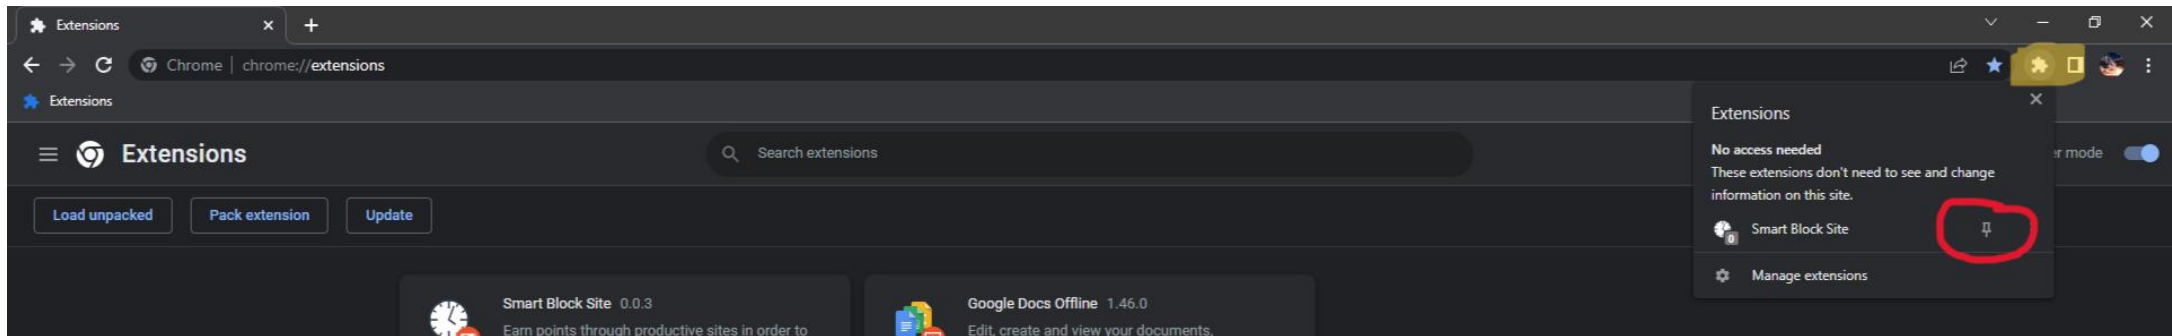 Extensions
Chrome | chrome://extensions
Extensions
Extensions
Search extensions
er mode
Load unpacked
Pack extension
Update
Extensions
No access needed
These extensions don't need to see and change
information on this site.
0
Smart Block Site
Manage extensions
Smart Block Site 0.0.3
Earn points through productive sites in order to
Google Docs Offline 1.46.0
Edit, create and view your documents,